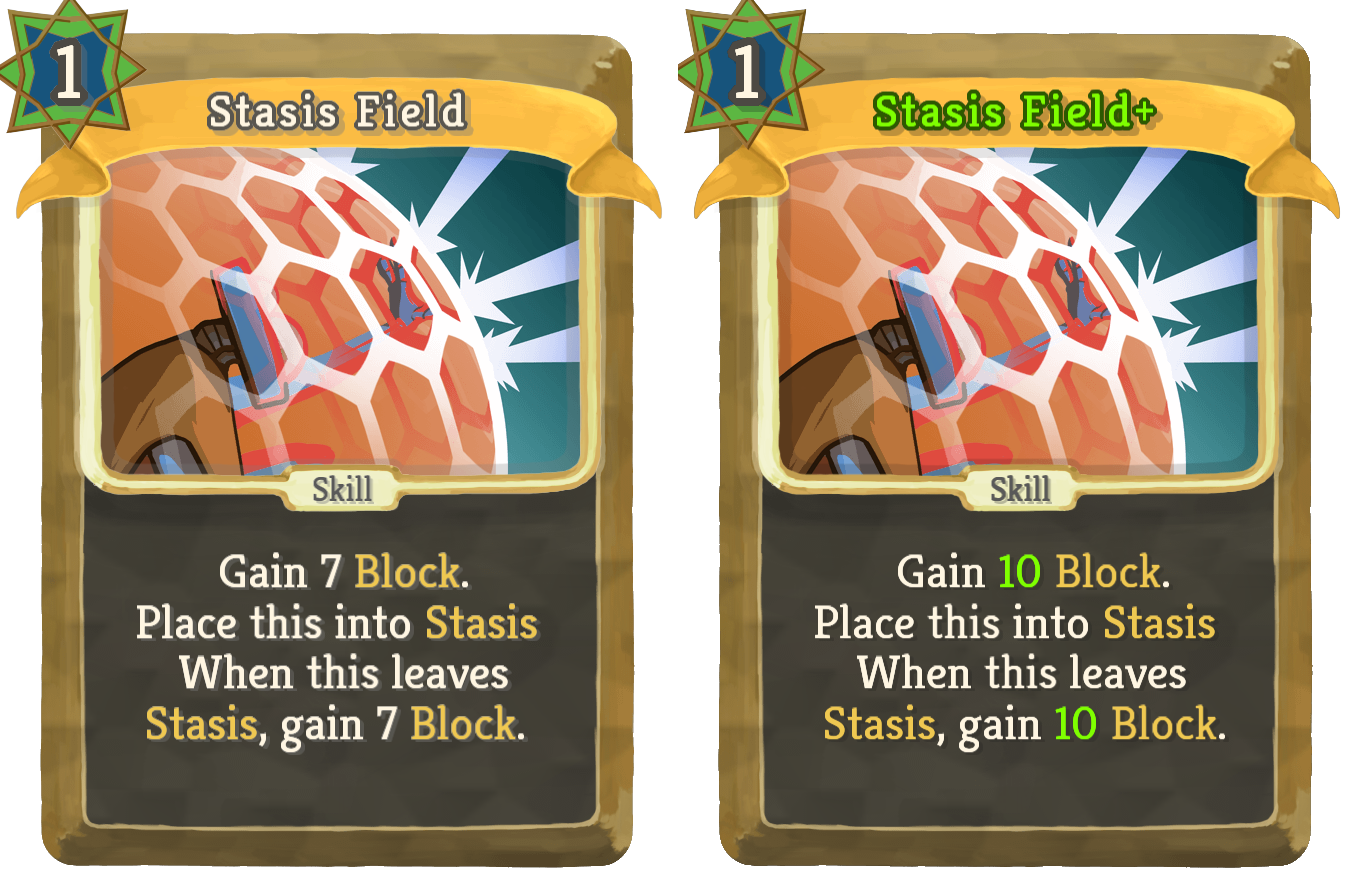 1
Stasis Field
Skill
Gain 7 Block.
Place this into Stasis
When this leaves
Stasis, gain 7 Block.
1
Stasis Field+
Skill
Gain 10 Block.
Place this into Stasis
When this leaves
Stasis, gain 10 Block.